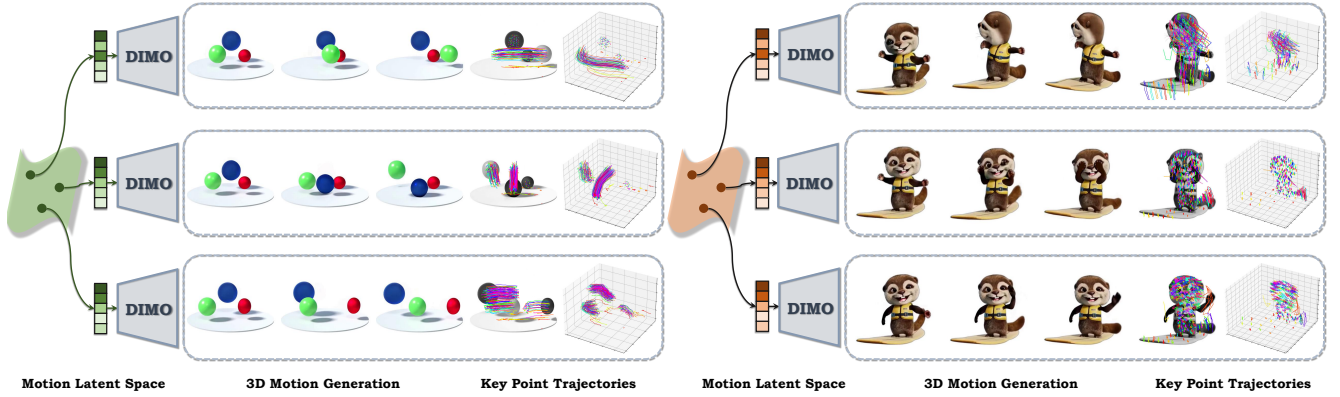 DIMO
DIMO
DIMO
DIMO
DIMO
DIMO
Motion Latent Space 3D Motion Generation Key Point Trajectories Motion Latent Space 3D Motion Generation Key Point Trajectories